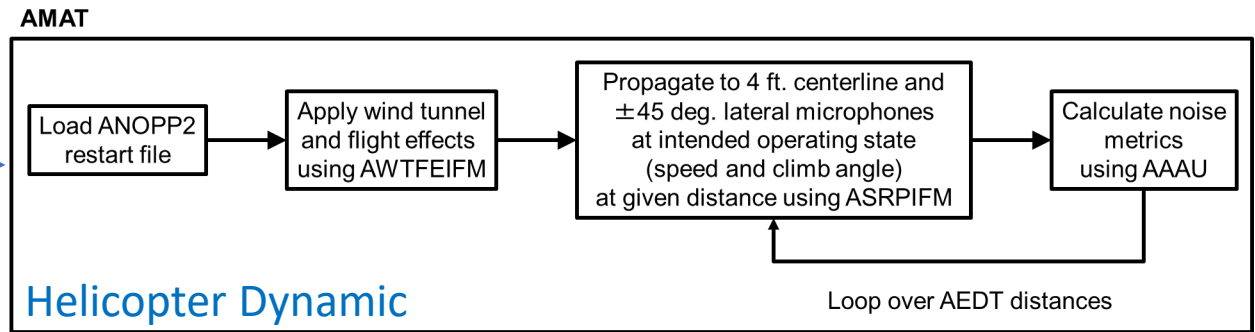 AMAT
Load ANOPP2
restart file
Apply wind tunnel
and flight effects
using AWTFEIFM
Propagate to 4 ft. centerline and
±45 deg. lateral microphones
at intended operating state
(speed and climb angle)
at given distance using ASRPIFM
Calculate noise
metrics
using AAAU
Helicopter Dynamic
Loop over AEDT distances